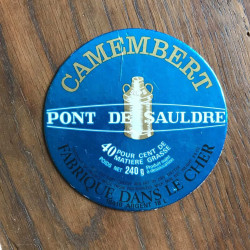 CAMEMBERT
PONT DE SAULDRE
40 POUR CENT DE
MATIÈRE GRASSE
POIDS NET 240 g
FABRIQUÉ DANS LE CHER